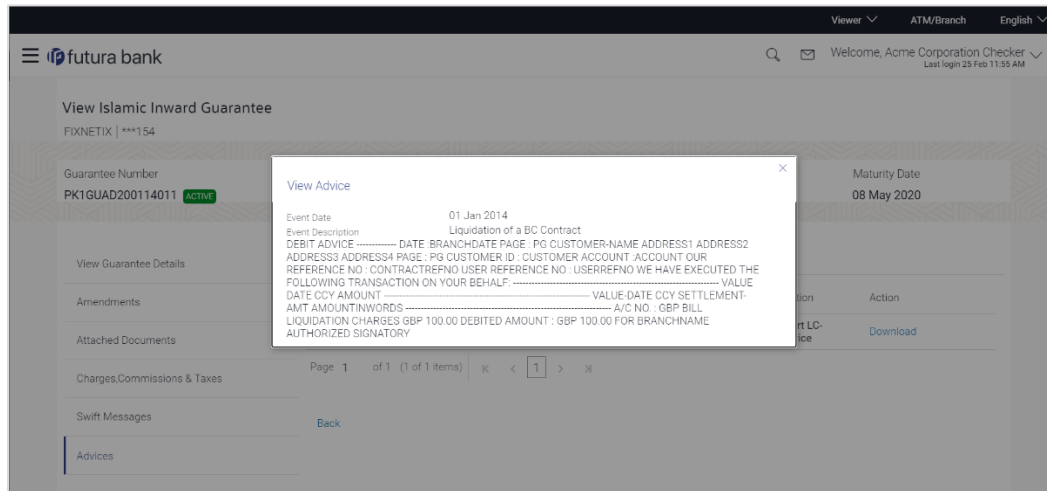 Viewer ATM/Branch English
futura bank
Welcome, Acme Corporation Checker
Last login 25 Feb 11:55 AM
View Islamic Inward Guarantee
FIXNETIX | ***154
Guarantee Number
PK1GUAD200114011 ACTIVE
Maturity Date
08 May 2020
View Advice
Event Date 01 Jan 2014
Event Description Liquidation of a BC Contract
DEBIT ADVICE ------------- DATE :BRANCHDATE PAGE : PG CUSTOMER-NAME ADDRESS1 ADDRESS2
ADDRESS3 ADDRESS4 PAGE : PG CUSTOMER ID : CUSTOMER ACCOUNT :ACCOUNT OUR
REFERENCE NO : CONTRACTREFNO USER REFERENCE NO : USERREFNO WE HAVE EXECUTED THE
FOLLOWING TRANSACTION ON YOUR BEHALF: ------------------------------------------------------------------ VALUE
DATE CCY AMOUNT ------------------------------------------------------------------ VALUE-DATE CCY SETTLEMENT-
AMT AMOUNTINWORDS ------------------------------------------------------------------ A/C NO. : GBP BILL
LIQUIDATION CHARGES GBP 100.00 DEBITED AMOUNT : GBP 100.00 FOR BRANCHNAME
AUTHORIZED SIGNATORY
View Guarantee Details
Amendments
Attached Documents
Charges,Commissions & Taxes
Swift Messages
Advices
tion Action
rt LC-
ice
Download
Page 1 of 1 (1 of 1 items) 1
Back